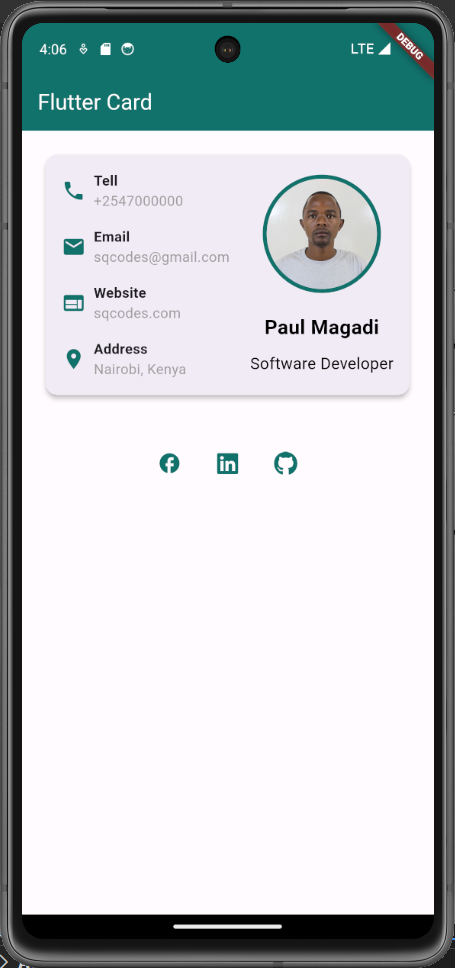 4:06
LTE
DEBUG
Flutter Card
Tell
+2547000000
Email
sqcodes@gmail.com
Website
sqcodes.com
Address
Nairobi, Kenya
Paul Magadi
Software Developer
in